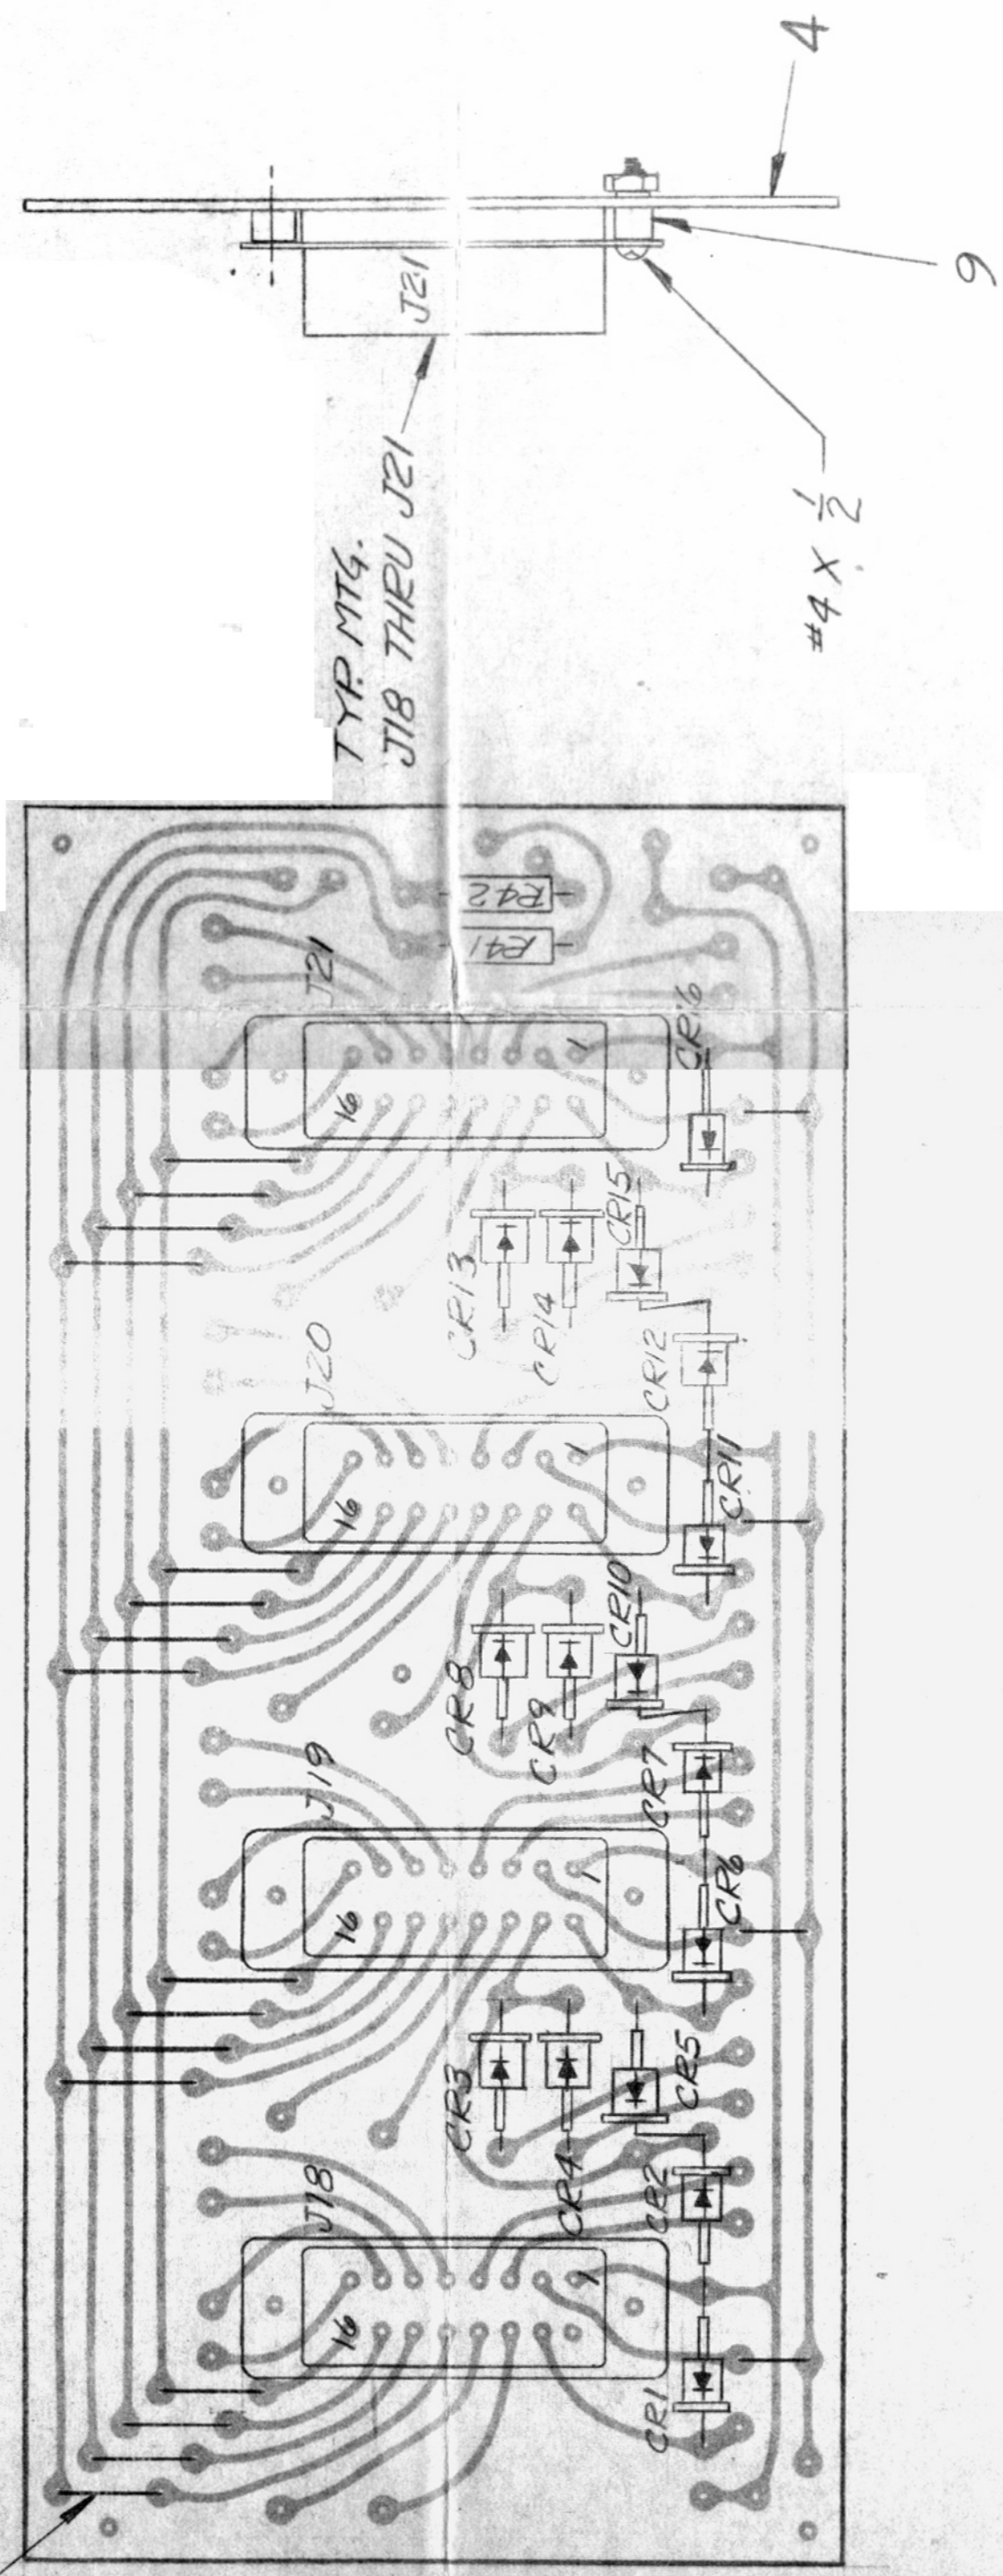 4
9
J21
TYP. MTG.
J18 THRU J21
#4 X 1/2
R42
R41
J21
16
1
CR16
CR15
CR13
CR14
CR12
J20
16
1
CR11
CR10
CR8
CR9
CR7
J19
16
1
CR6
CR5
CR3
CR4
CR2
J18
16
1
CR1